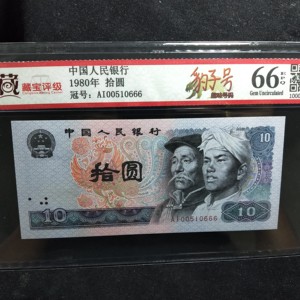 藏宝评级
中国人民银行
1980年 拾圆
冠号：AI00510666
豹子号
66 EPQ
Gem Uncirculated
中国人民银行
10
拾圆
AI00510666
10
10